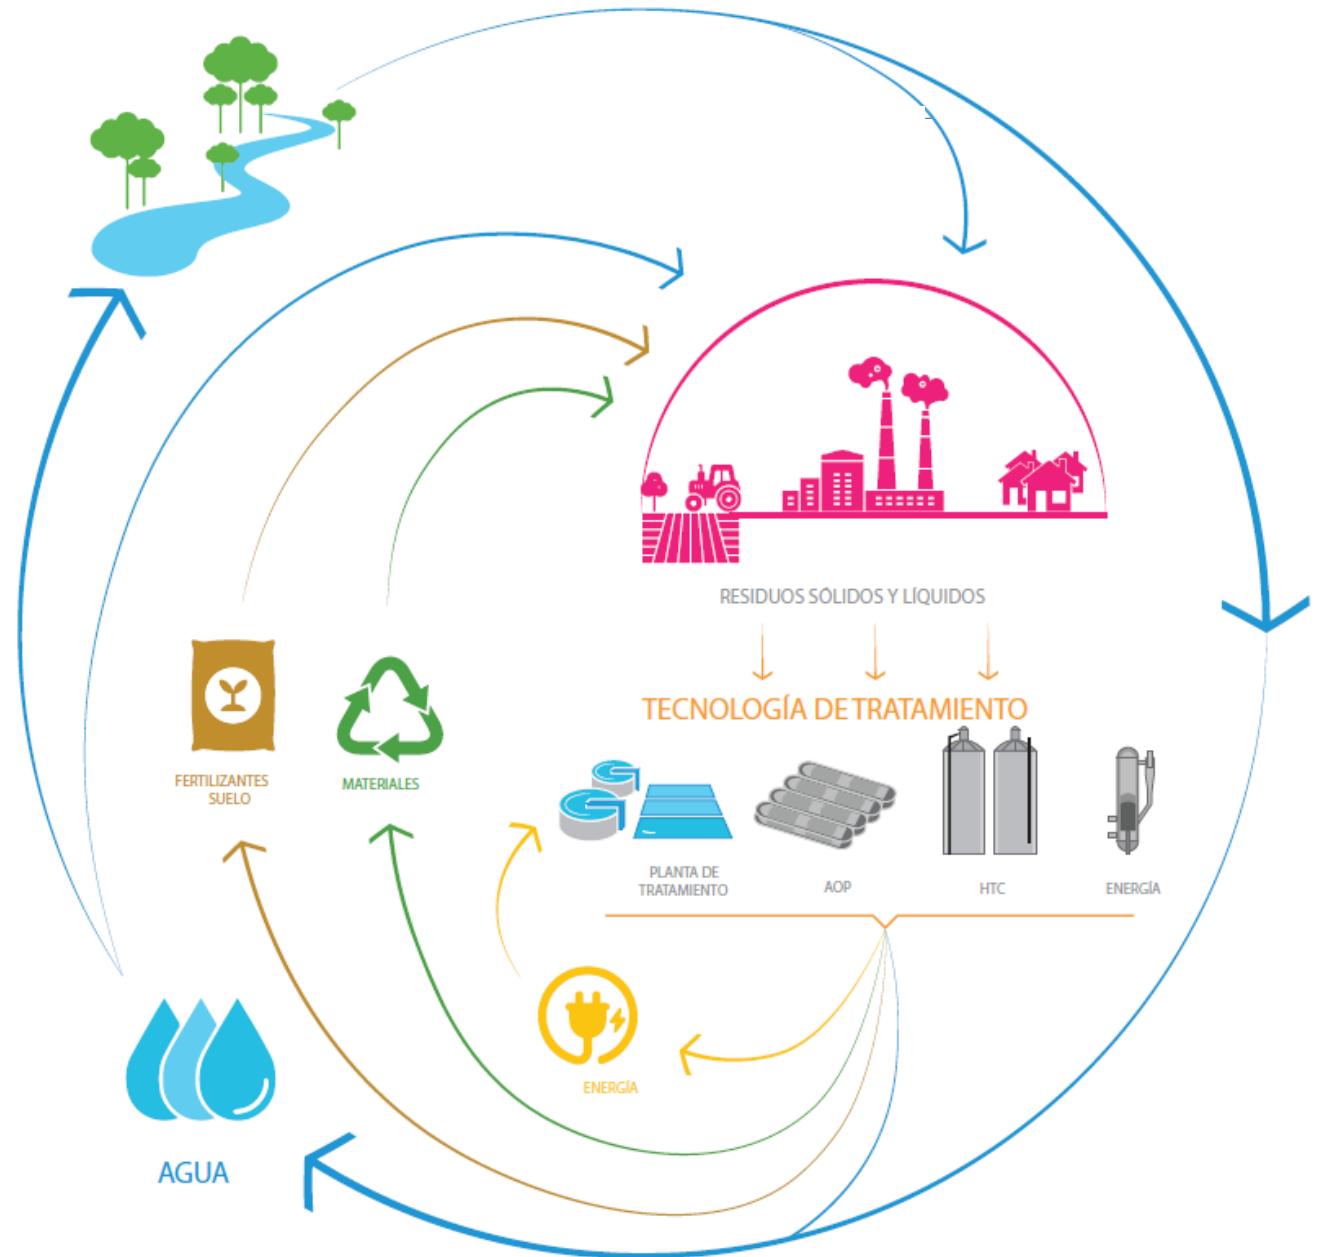 RESIDUOS SÓLIDOS Y LÍQUIDOS
TECNOLOGÍA DE TRATAMIENTO
FERTILIZANTES
SUELO
MATERIALES
PLANTA DE
TRATAMIENTO
AOP
HTC
ENERGÍA
ENERGÍA
AGUA